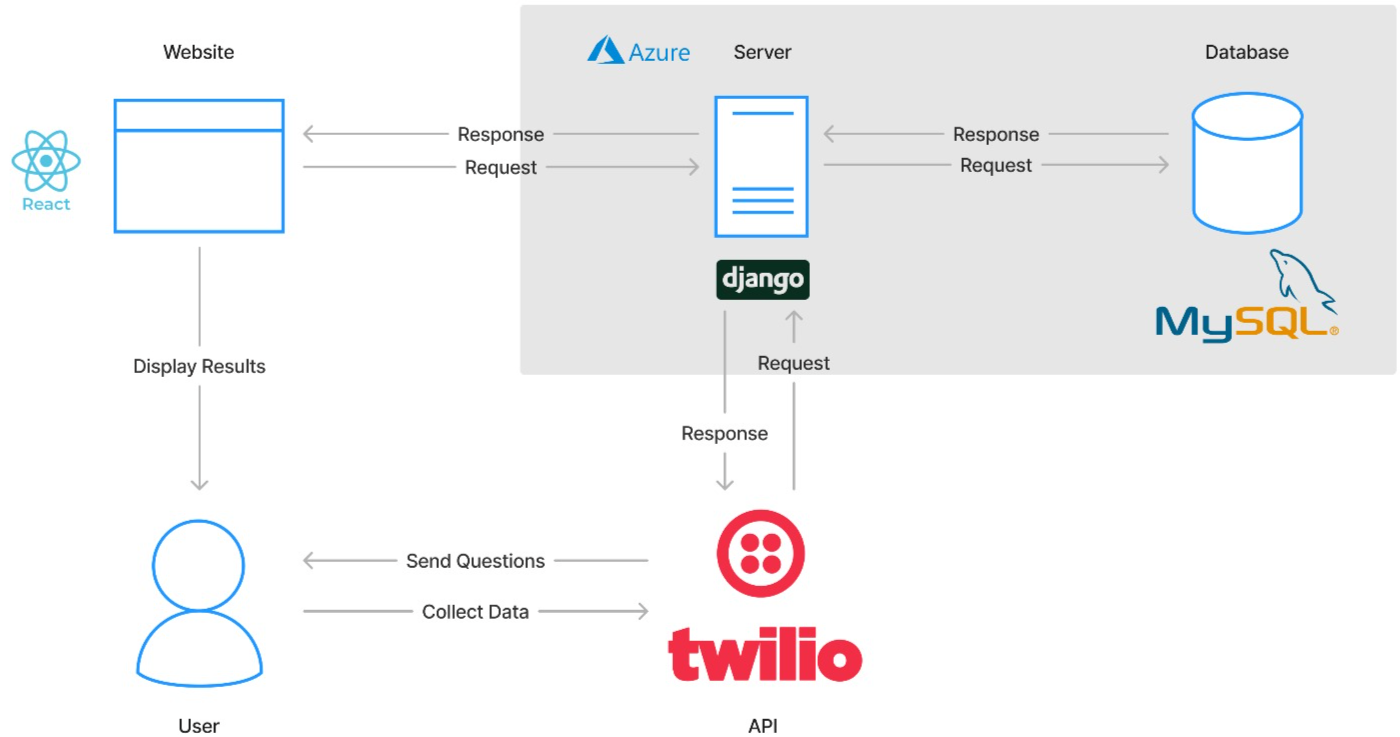 Website
Azure
Server
Database
Response
Request
Response
Request
React
django
MySQL®
Display Results
Request
Response
Send Questions
Collect Data
twilio
User
API